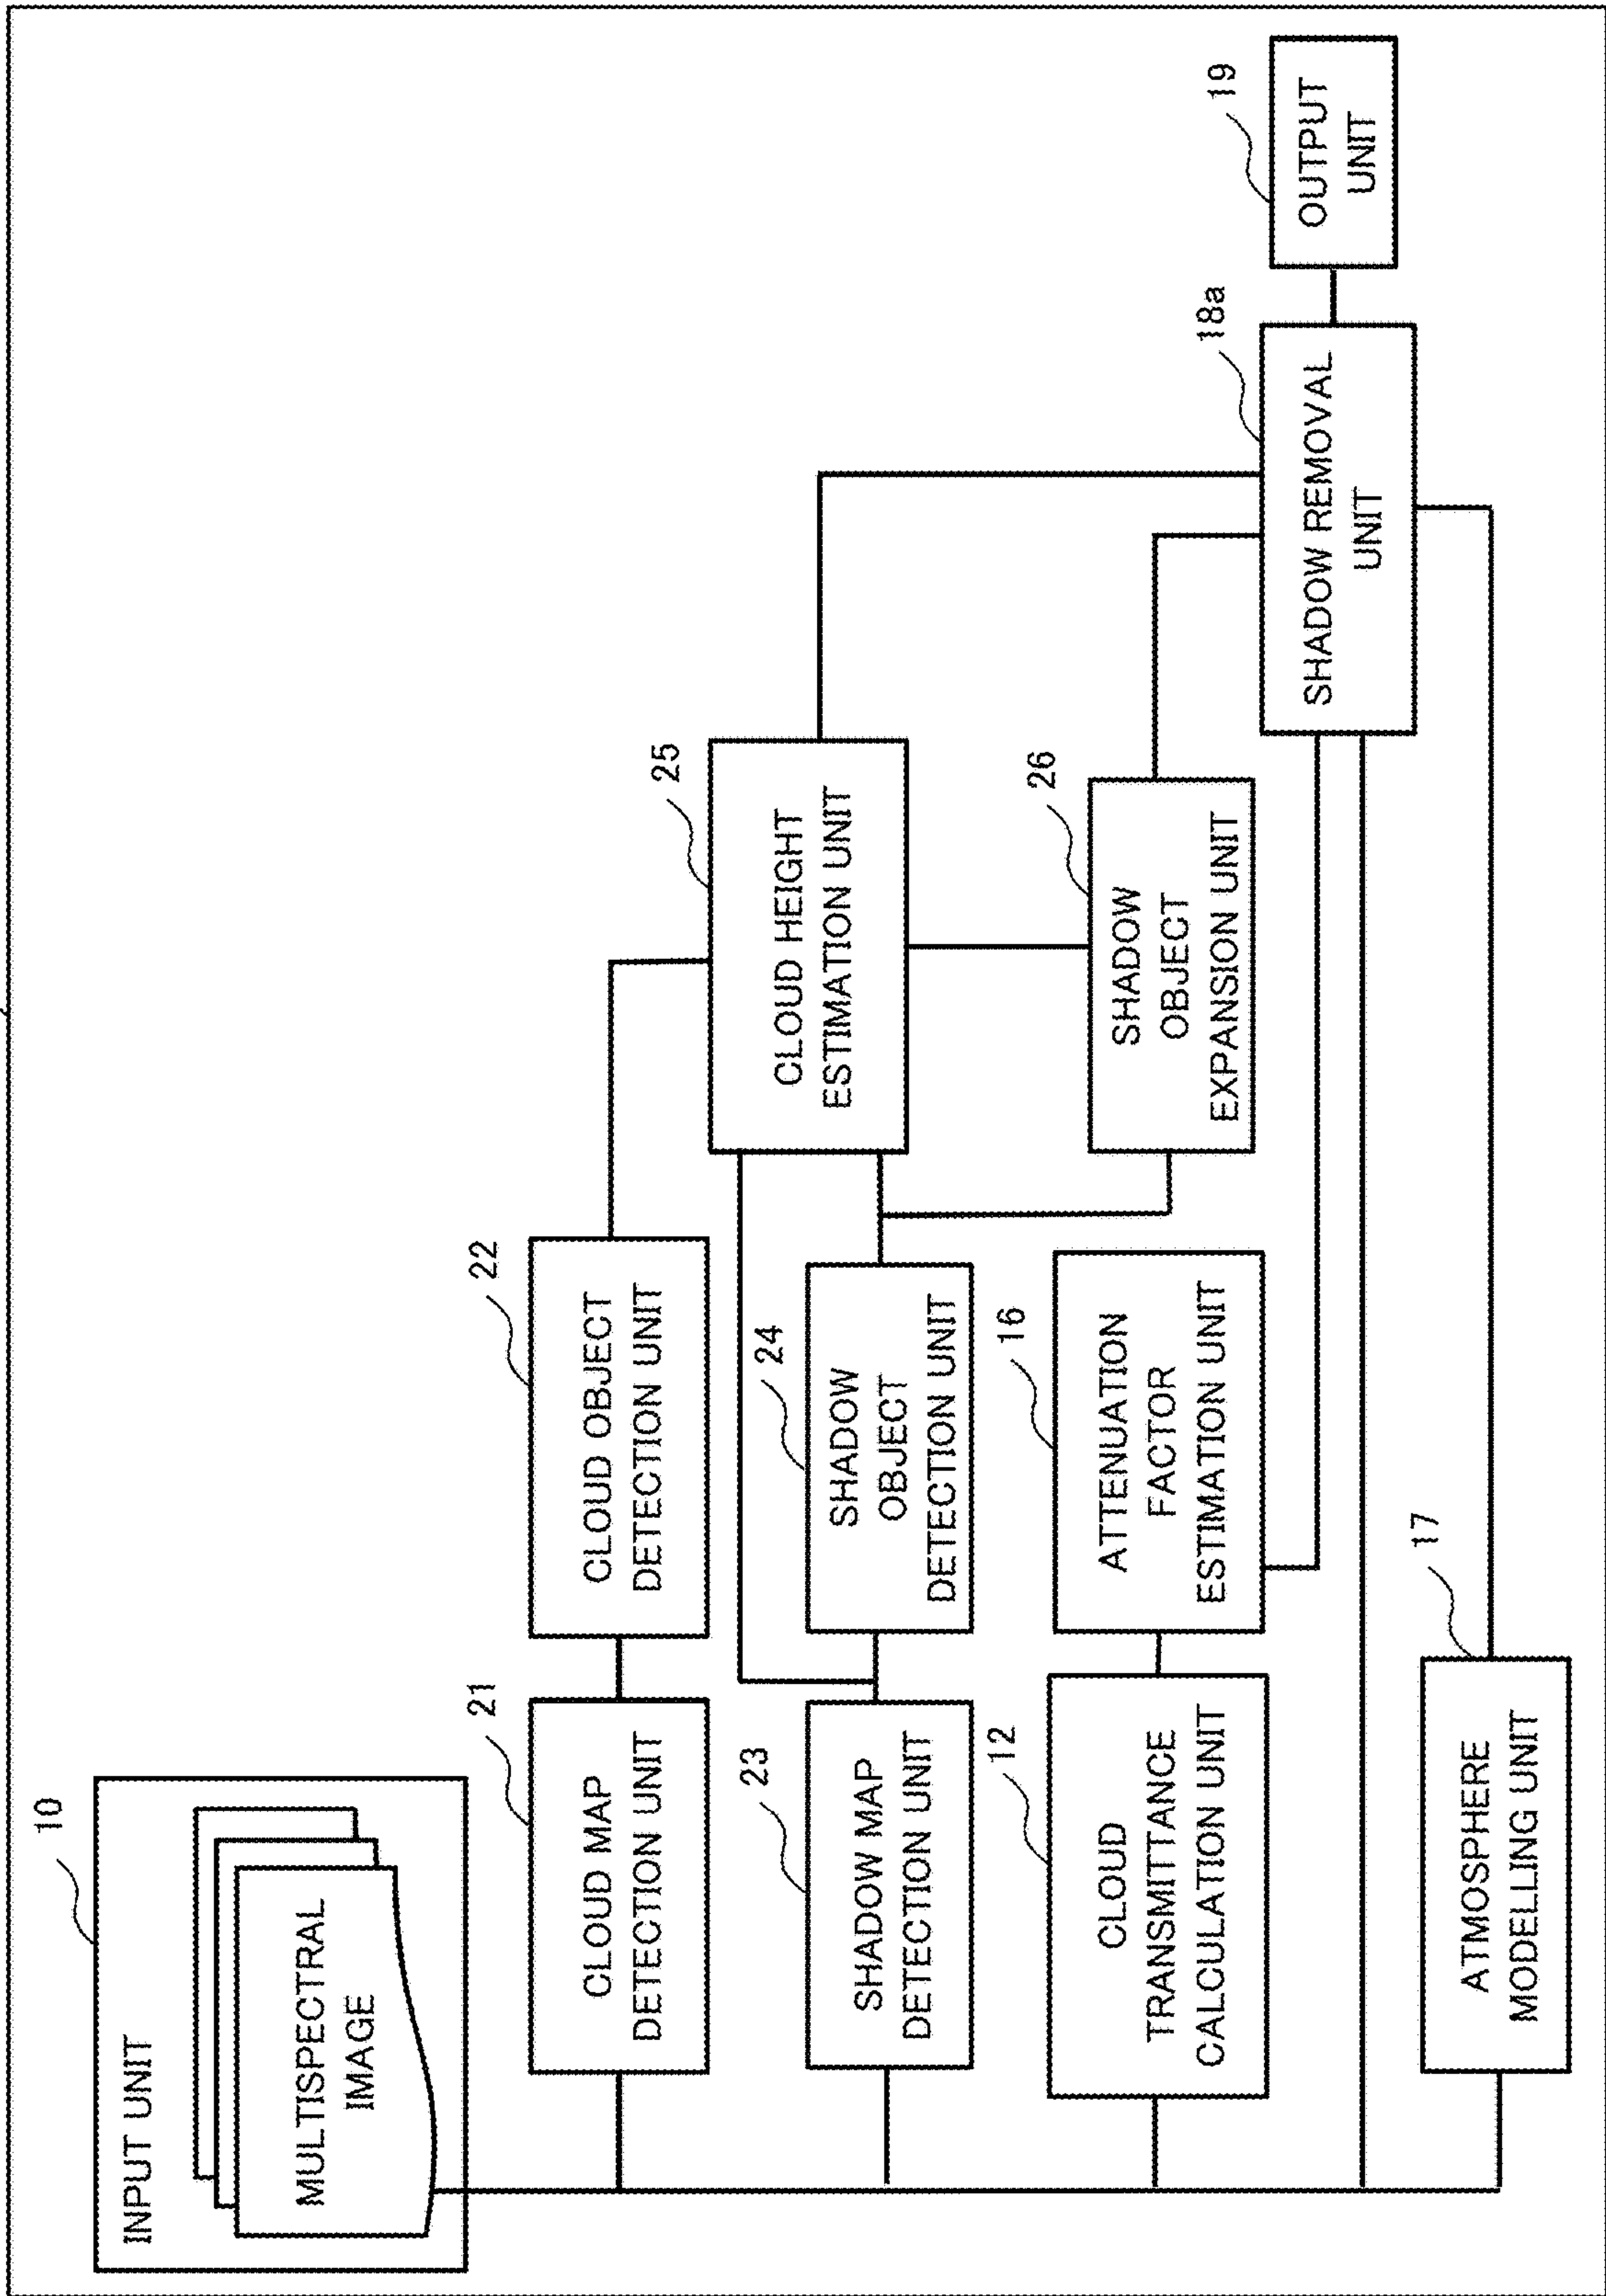 10
INPUT UNIT
MULTISPECTRAL
IMAGE
21
CLOUD MAP
DETECTION UNIT
22
CLOUD OBJECT
DETECTION UNIT
23
SHADOW MAP
DETECTION UNIT
24
SHADOW
OBJECT
DETECTION UNIT
25
CLOUD HEIGHT
ESTIMATION UNIT
12
CLOUD
TRANSMITTANCE
CALCULATION UNIT
16
ATTENUATION
FACTOR
ESTIMATION UNIT
26
SHADOW
OBJECT
EXPANSION UNIT
17
ATMOSPHERE
MODELLING UNIT
18a
SHADOW REMOVAL
UNIT
19
OUTPUT
UNIT